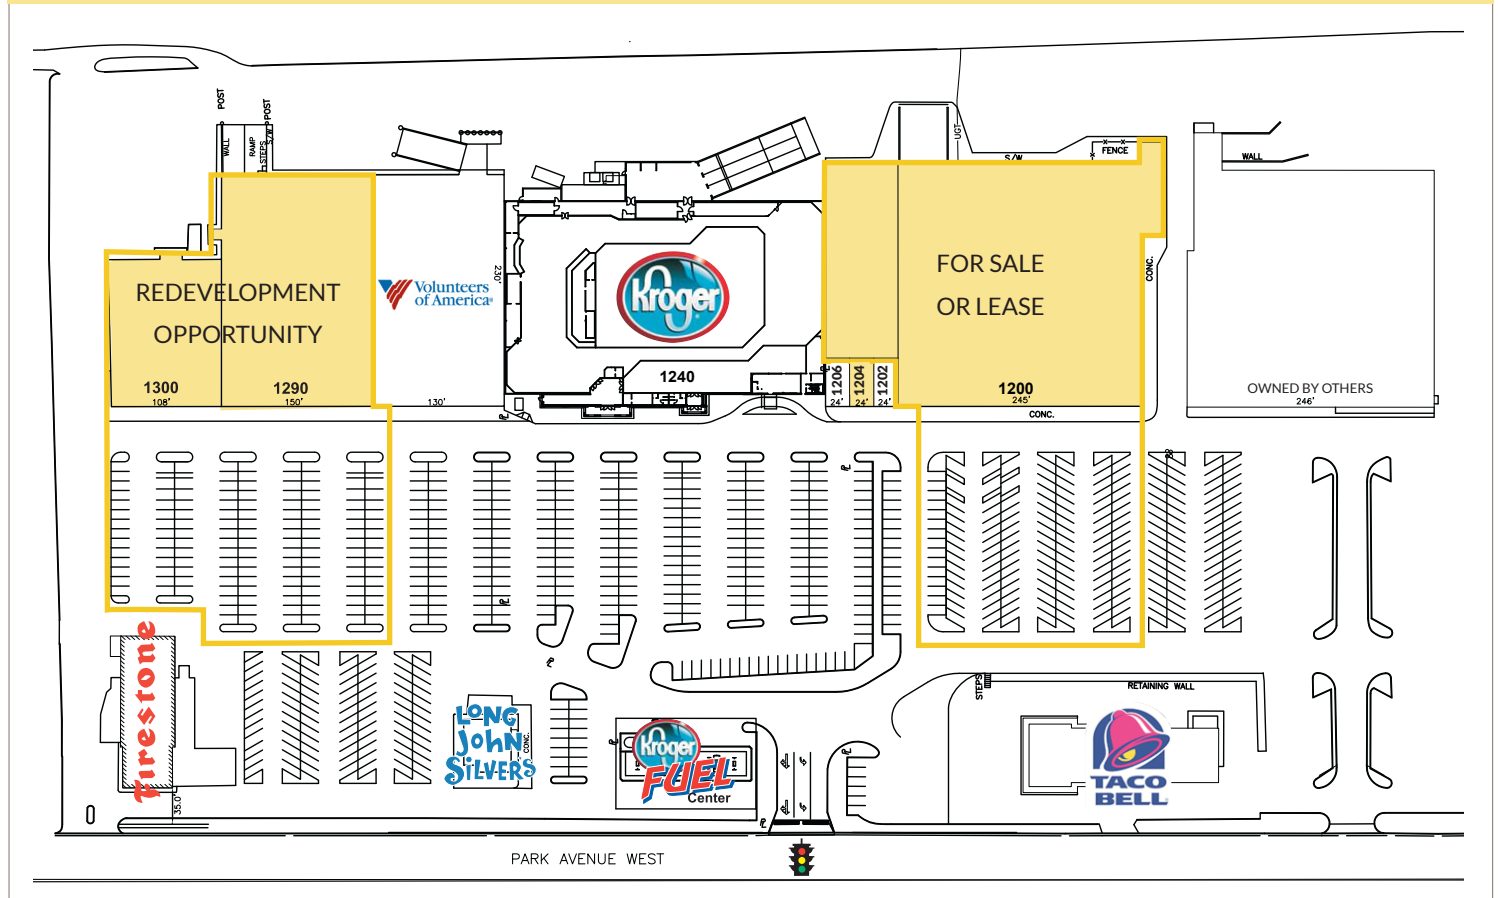 POST
POST
WALL
RAMP
STEPS
S/W
UGT
S/W
FENCE
WALL
REDEVELOPMENT
OPPORTUNITY
1300
108'
1290
150'
Volunteers
of America
230'
130'
Kroger
1240
FOR SALE
OR LEASE
1206
1204
1202
24'
24'
24'
1200
245'
CONC.
CONC.
OWNED BY OTHERS
246'
Firestone
35.0'
LONG
JOHN
SILVERS
CONC.
Kroger
FUEL
Center
STEPS
RETAINING WALL
TACO
BELL
PARK AVENUE WEST